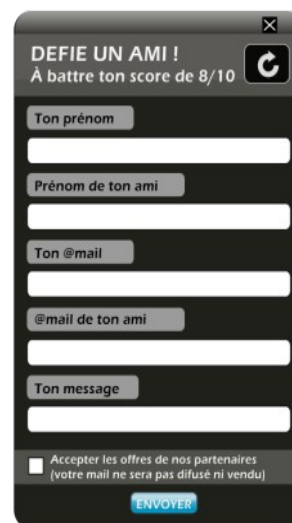 DEFIE UN AMI !
À battre ton score de 8/10
Ton prénom
Prénom de ton ami
Ton @mail
@mail de ton ami
Ton message
Accepter les offres de nos partenaires
(votre mail ne sera pas difusé ni vendu)
ENVOYER